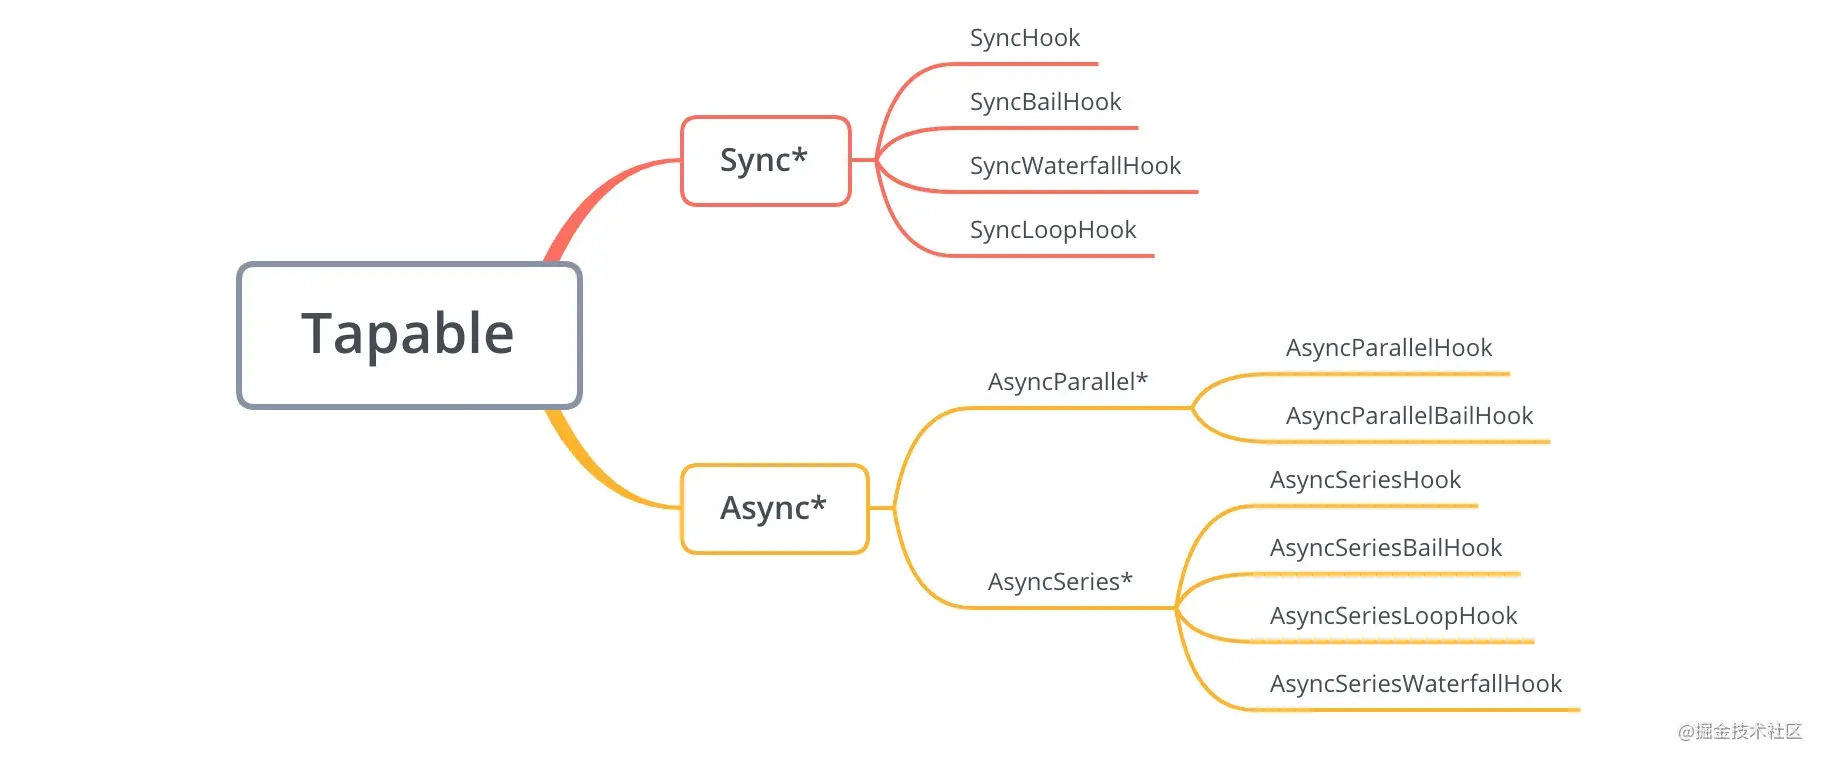 Tapable
Sync*
SyncHook
SyncBailHook
SyncWaterfallHook
SyncLoopHook
Async*
AsyncParallel*
AsyncParallelHook
AsyncParallelBailHook
AsyncSeries*
AsyncSeriesHook
AsyncSeriesBailHook
AsyncSeriesLoopHook
AsyncSeriesWaterfallHook
@掘金技术社区